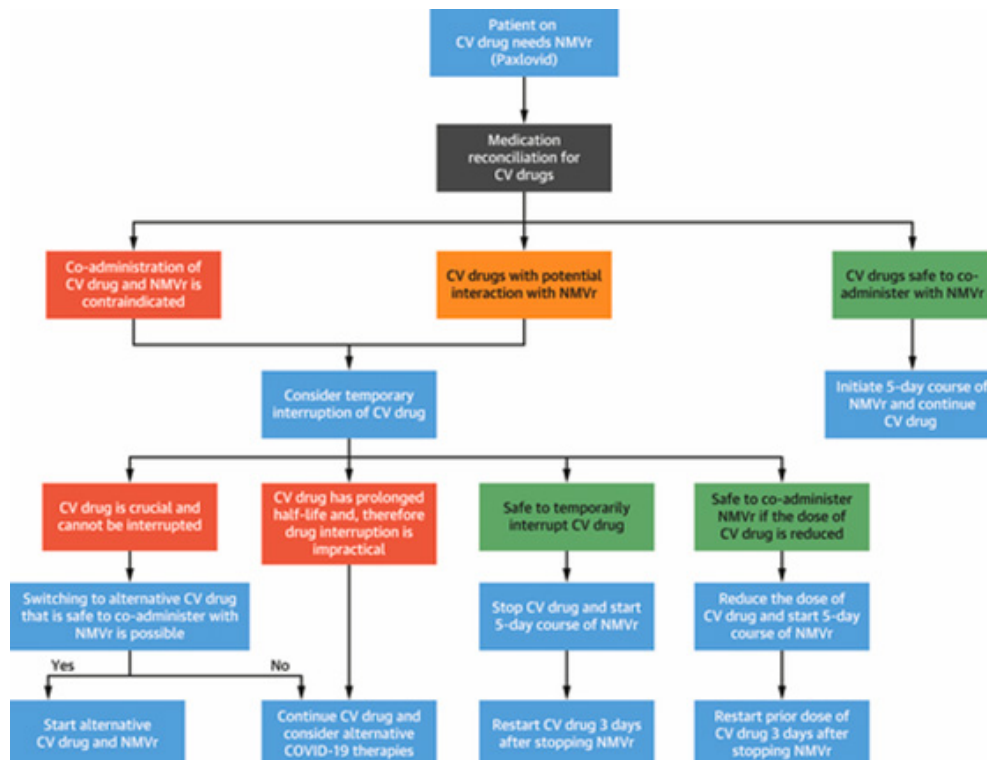 Patient on
CV drug needs NMVr
(Paxlovid)
Medication
reconciliation for
CV drugs
Co-administration of
CV drug and NMVr is
contraindicated
CV drugs with potential
interaction with NMVr
CV drugs safe to co-
administer with NMVr
Consider temporary
interruption of CV drug
Initiate 5-day course of
NMVr and continue
CV drug
CV drug is crucial and
cannot be interrupted
CV drug has prolonged
half-life and, therefore
drug interruption is
impractical
Safe to temporarily
interrupt CV drug
Safe to co-administer
NMVr if the dose of
CV drug is reduced
Switching to alternative CV drug
that is safe to co-administer with
NMVr is possible
Stop CV drug and start
5-day course of NMVr
Reduce the dose of
CV drug and start 5-day
course of NMVr
Yes
No
Start alternative
CV drug and NMVr
Continue CV drug and
consider alternative
COVID-19 therapies
Restart CV drug 3 days
after stopping NMVr
Restart prior dose of
CV drug 3 days after
stopping NMVr